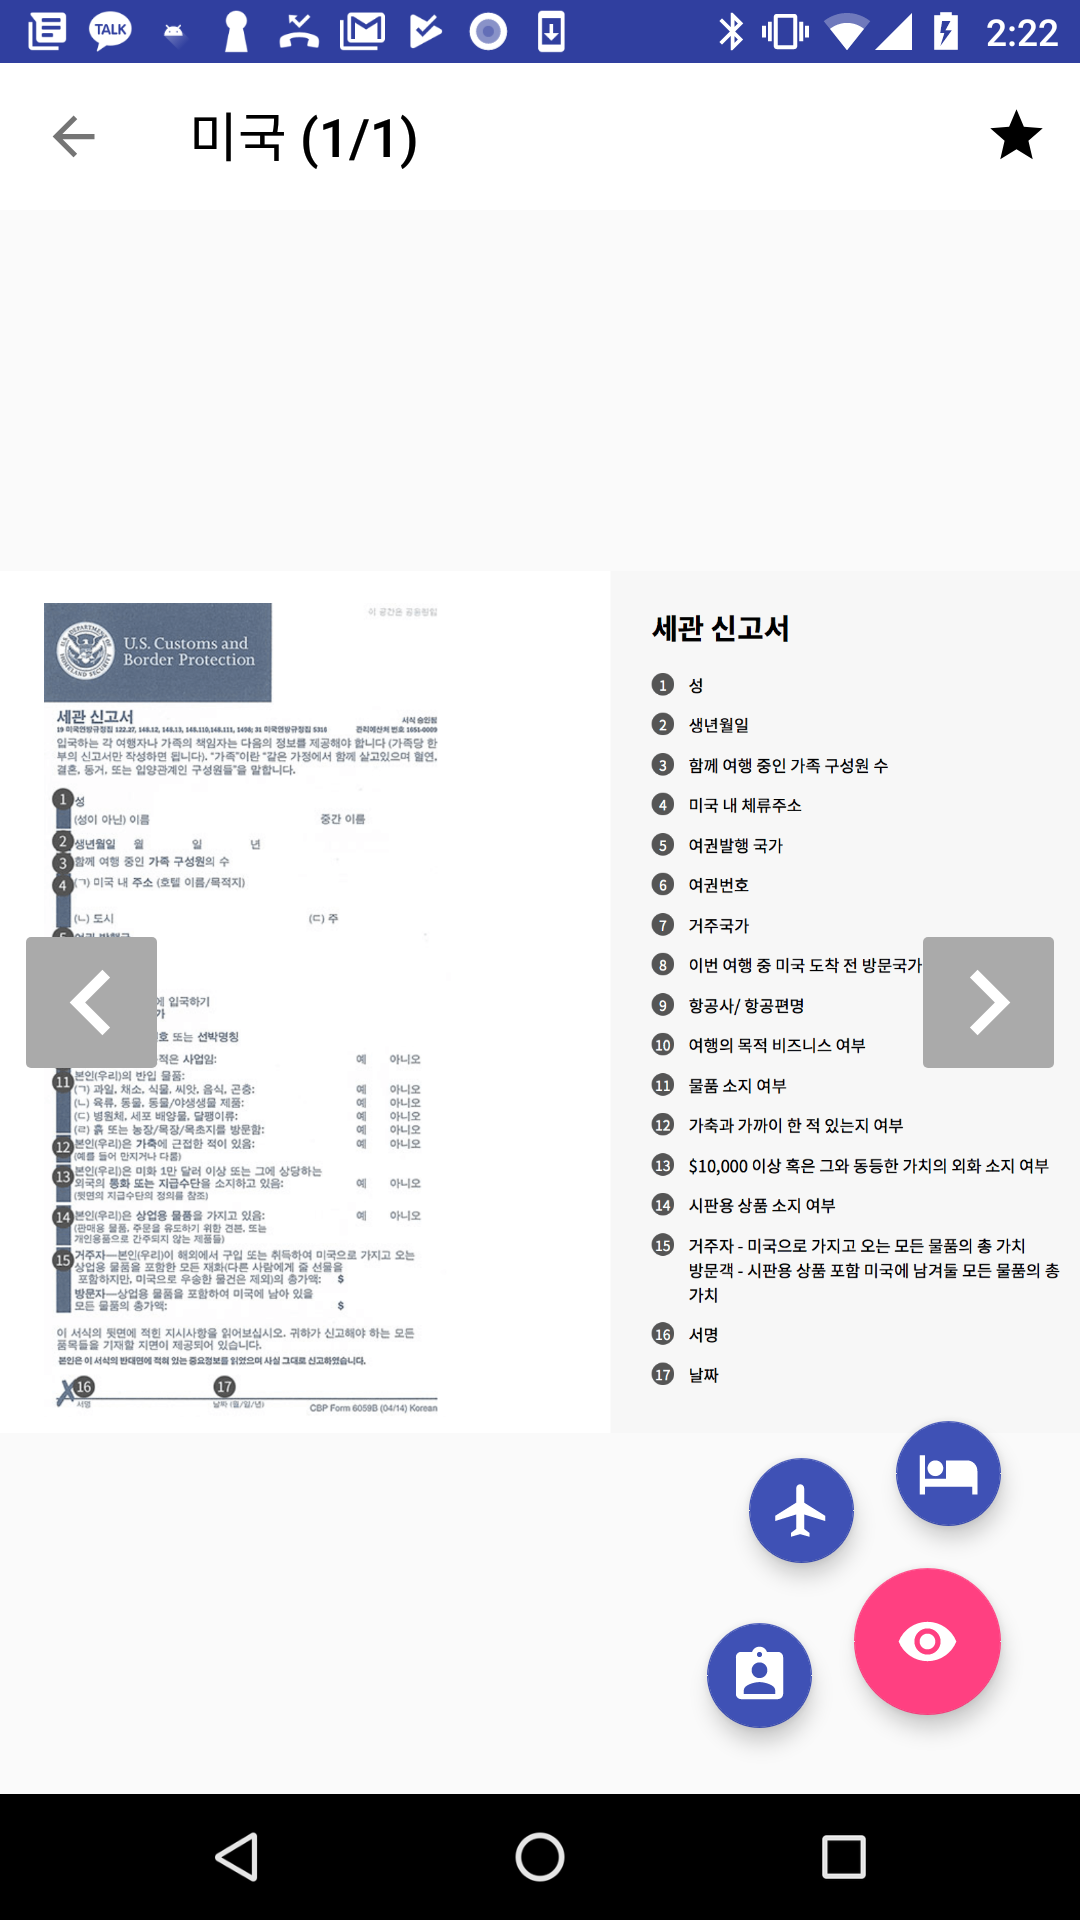 TALK
2:22
미국 (1/1)
이 공간은 공용란임
U.S. Customs and
Border Protection
세관 신고서
서식 승인됨
19 미국연방규정집 122.27, 148.12, 148.13, 148.110,148.111, 1498; 31 미국연방규정집 5316
관리예산처 번호 1651-0009
입국하는 각 여행자나 가족의 책임자는 다음의 정보를 제공해야 합니다 (가족당 한
부의 신고서만 작성하면 됩니다). “가족”이란 “같은 가정에서 함께 살고있으며 혈연,
결혼, 동거, 또는 입양관계인 구성원들”을 말합니다.
1 성
(성이 아닌) 이름 중간 이름
2 생년월일 월 일 년
3 함께 여행 중인 가족 구성원의 수
4 (ㄱ) 미국 내 주소 (호텔 이름/목적지)
(ㄴ) 도시 (ㄷ) 주
에 입국하기
가
호 또는 선박명칭
적은 사업임: 예 아니오
11 본인(우리)의 반입 물품:
(ㄱ) 과일, 채소, 식물, 씨앗, 음식, 곤충: 예 아니오
(ㄴ) 육류, 동물, 동물/야생생물 제품: 예 아니오
(ㄷ) 병원체, 세포 배양물, 달팽이류: 예 아니오
(ㄹ) 흙 또는 농장/목장/목초지를 방문함: 예 아니오
12 본인(우리)은 가축에 근접한 적이 있음: 예 아니오
(예를 들어 만지거나 다룸)
13 본인(우리)은 미화 1만 달러 이상 또는 그에 상당하는
외국의 통화 또는 지급수단을 소지하고 있음: 예 아니오
(뒷면의 지급수단의 정의를 참조)
14 본인(우리)은 상업용 물품을 가지고 있음: 예 아니오
(판매용 물품, 주문을 유도하기 위한 견본, 또는
개인용품으로 간주되지 않는 제품들)
15 거주자—본인(우리)이 해외에서 구입 또는 취득하여 미국으로 가지고 오는
상업용 물품을 포함한 모든 재화(다른 사람에게 줄 선물을
포함하지만, 미국으로 우송한 물건은 제외)의 총가액: $
방문자—상업용 물품을 포함하여 미국에 남아 있을
모든 물품의 총가액: $
이 서식의 뒷면에 적힌 지시사항을 읽어보십시오. 귀하가 신고해야 하는 모든
품목들을 기재할 지면이 제공되어 있습니다.
본인은 이 서식의 반대면에 적혀 있는 중요정보를 읽었으며 사실 그대로 신고하였습니다.
X 16 17
서명 날짜 (월/일/년)
CBP Form 6059B (04/14) Korean
세관 신고서
1 성
2 생년월일
3 함께 여행 중인 가족 구성원 수
4 미국 내 체류주소
5 여권발행 국가
6 여권번호
7 거주국가
8 이번 여행 중 미국 도착 전 방문국가
9 항공사/ 항공편명
10 여행의 목적 비즈니스 여부
11 물품 소지 여부
12 가축과 가까이 한 적 있는지 여부
13 $10,000 이상 혹은 그와 동등한 가치의 외화 소지 여부
14 시판용 상품 소지 여부
15 거주자 - 미국으로 가지고 오는 모든 물품의 총 가치
방문객 - 시판용 상품 포함 미국에 남겨둘 모든 물품의 총
가치
16 서명
17 날짜